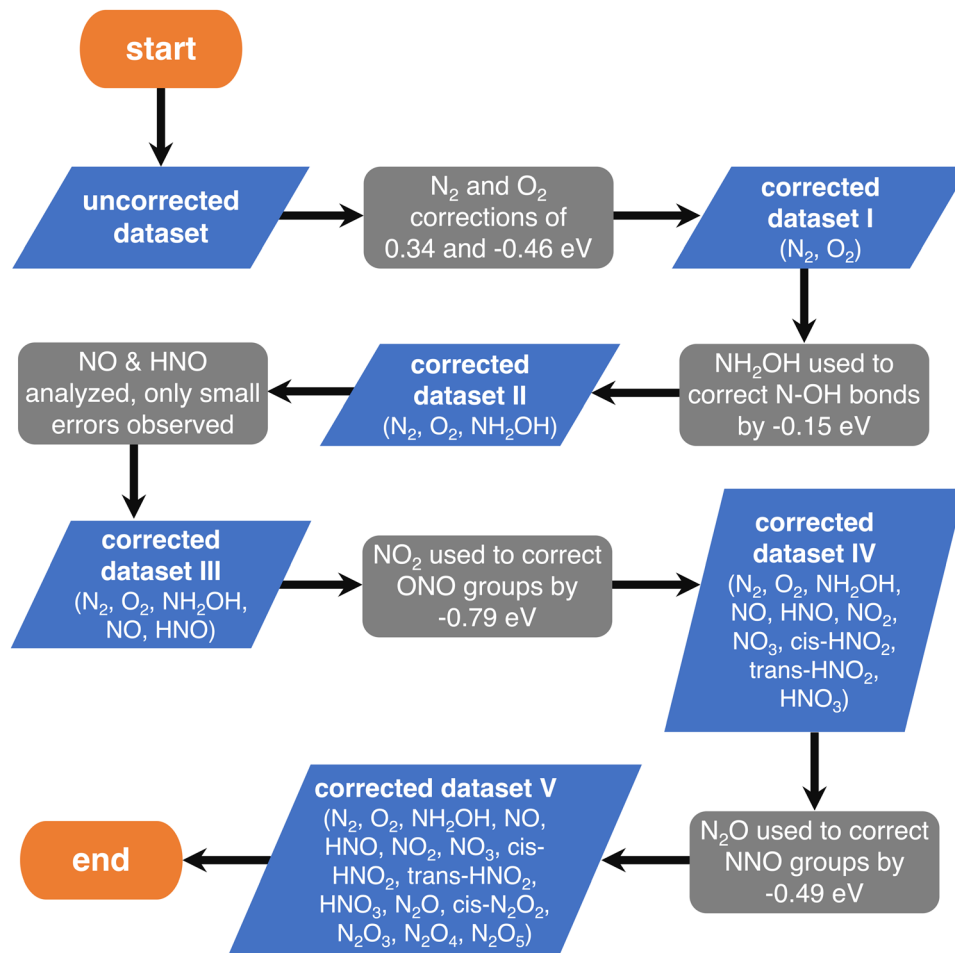 start
uncorrected
dataset
N₂ and O₂
corrections of
0.34 and -0.46 eV
corrected
dataset I
(N₂, O₂)
NH₂OH used to
correct N-OH bonds
by -0.15 eV
corrected
dataset II
(N₂, O₂, NH₂OH)
NO & HNO
analyzed, only small
errors observed
corrected
dataset III
(N₂, O₂, NH₂OH,
NO, HNO)
NO₂ used to correct
ONO groups by
-0.79 eV
corrected
dataset IV
(N₂, O₂, NH₂OH,
NO, HNO, NO₂,
NO₃, cis-HNO₂,
trans-HNO₂,
HNO₃)
N₂O used to correct
NNO groups by
-0.49 eV
corrected dataset V
(N₂, O₂, NH₂OH, NO,
HNO, NO₂, NO₃, cis-
HNO₂, trans-HNO₂,
HNO₃, N₂O, cis-N₂O₂,
N₂O₃, N₂O₄, N₂O₅)
end